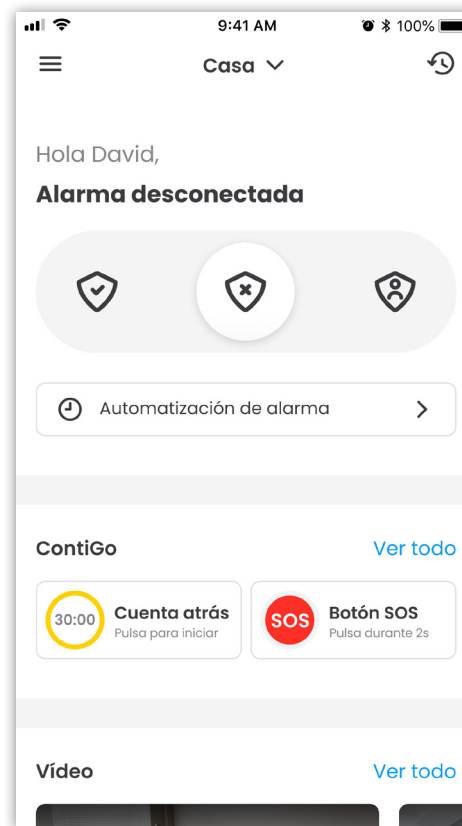 9:41 AM
100%
Casa
Hola David,
Alarma desconectada
Automatización de alarma
ContiGo
Ver todo
30:00
Cuenta atrás
Pulsa para iniciar
SOS
Botón SOS
Pulsa durante 2s
Vídeo
Ver todo